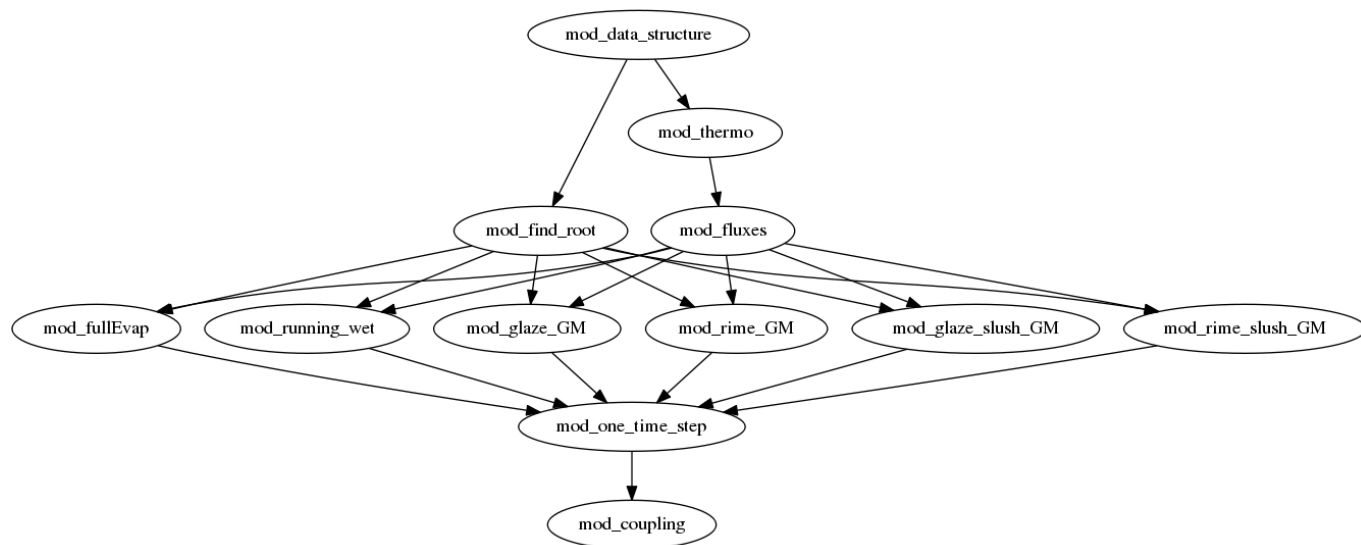 mod_data_structure
mod_thermo
mod_find_root
mod_fluxes
mod_fullEvap
mod_running_wet
mod_glaze_GM
mod_rime_GM
mod_glaze_slush_GM
mod_rime_slush_GM
mod_one_time_step
mod_coupling